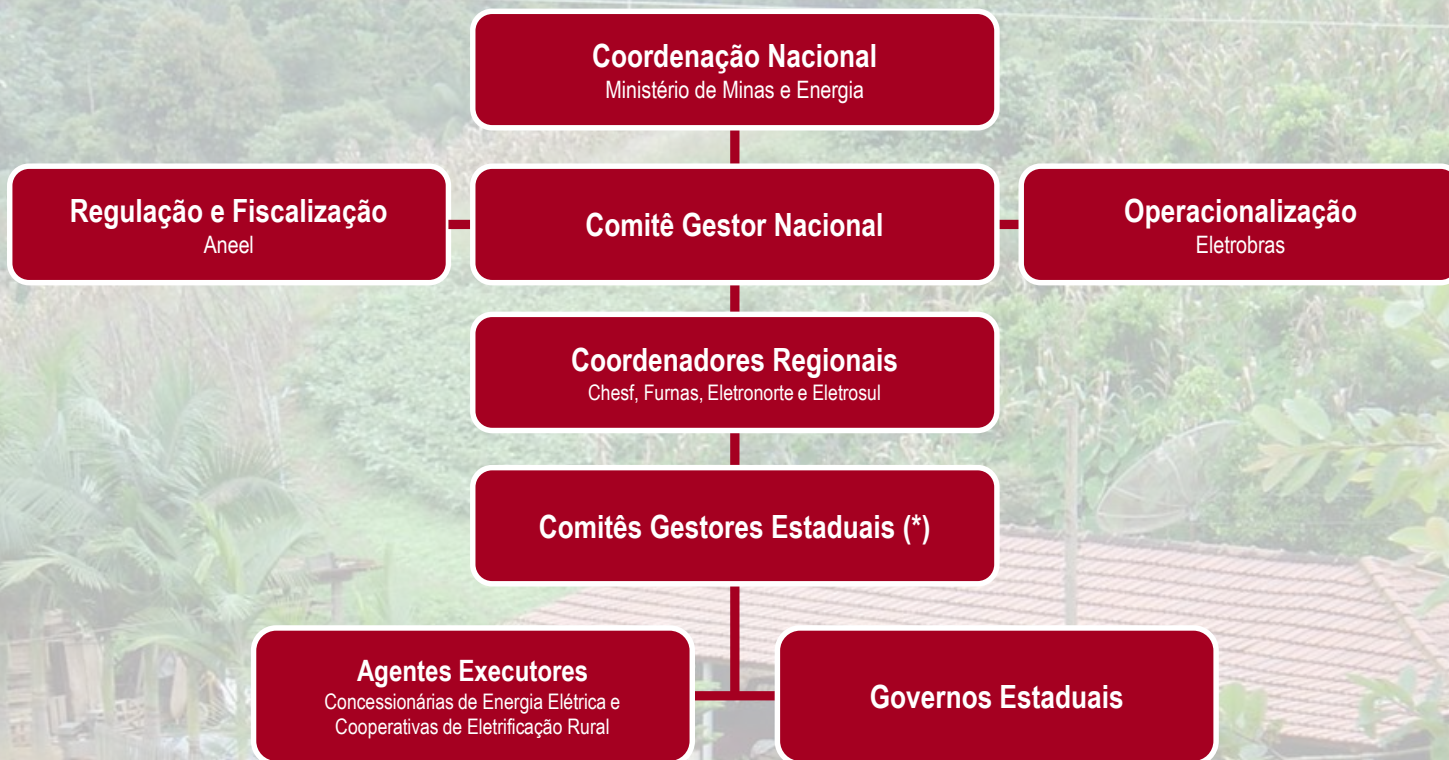 Coordenação Nacional
Ministério de Minas e Energia
Regulação e Fiscalização
Aneel
Comitê Gestor Nacional
Operacionalização
Eletrobras
Coordenadores Regionais
Chesf, Furnas, Eletronorte e Eletrosul
Comitês Gestores Estaduais (*)
Agentes Executores
Concessionárias de Energia Elétrica e
Cooperativas de Eletrificação Rural
Governos Estaduais